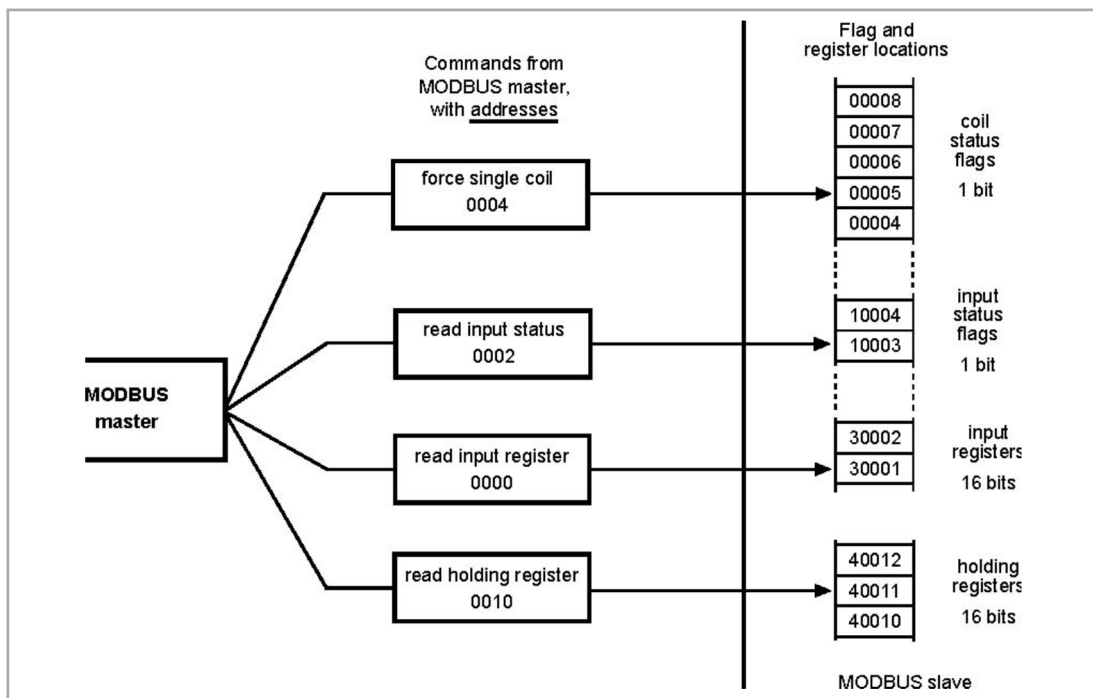 Commands from
MODBUS master,
with addresses
Flag and
register locations
MODBUS
master
force single coil
0004
read input status
0002
read input register
0000
read holding register
0010
00008
00007
00006
00005
00004
coil
status
flags
1 bit
10004
10003
input
status
flags
1 bit
30002
30001
input
registers
16 bits
40012
40011
40010
holding
registers
16 bits
MODBUS slave